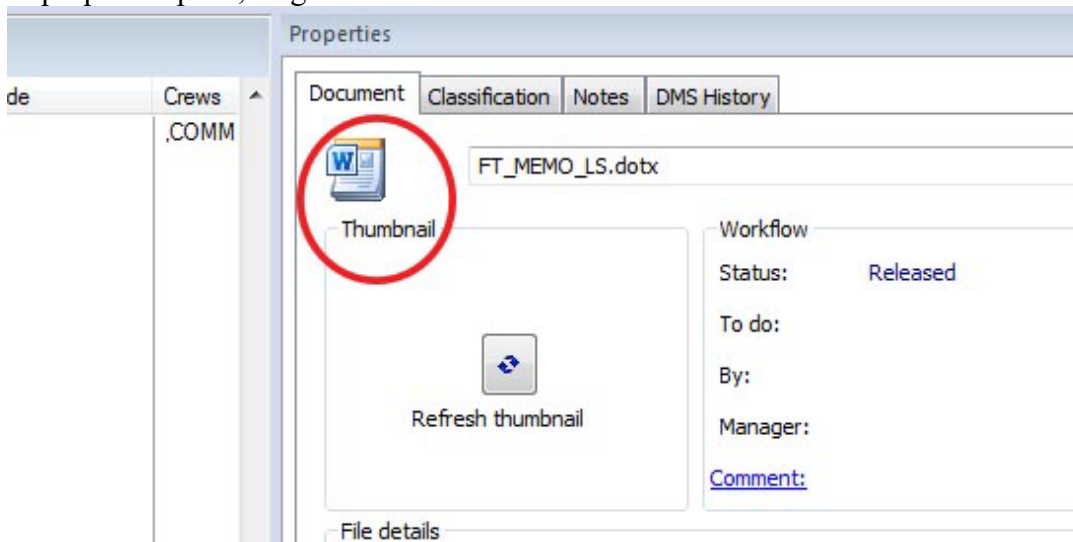 Properties
de Crews
Document Classification Notes DMS History
,COMM
W
FT_MEMO_LS.dotx
Thumbnail
Workflow
Status: Released
To do:
By:
Refresh thumbnail
Manager:
Comment:
File details